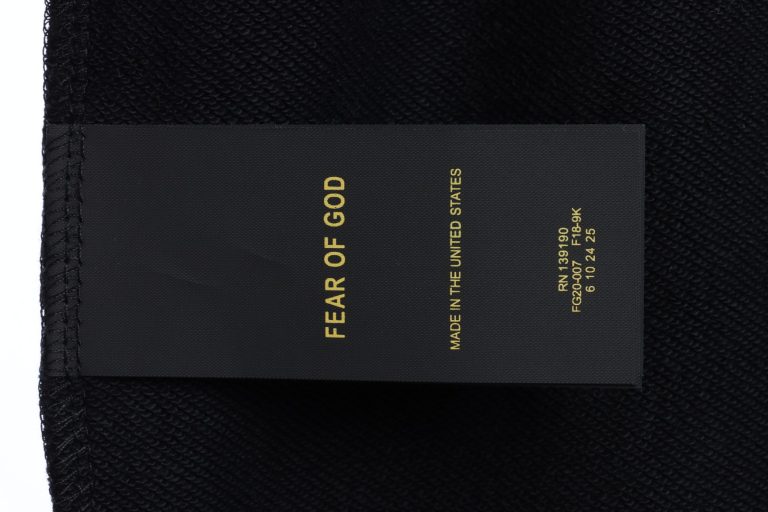 FEAR OF GOD
MADE IN THE UNITED STATES
RN 139190
FG20-007 F18-9K
6 10 24 25